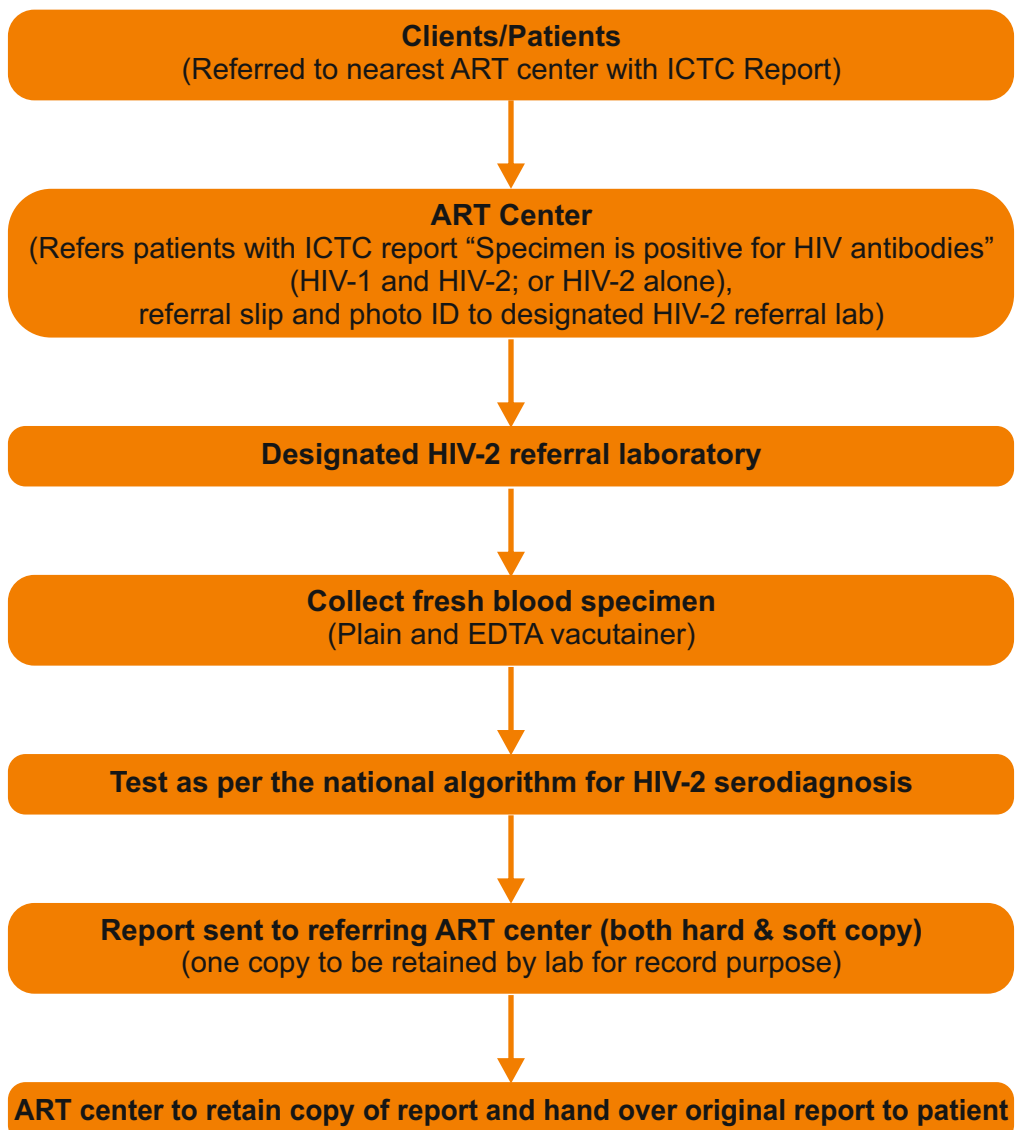 Clients/Patients
(Referred to nearest ART center with ICTC Report)
ART Center
(Refers patients with ICTC report “Specimen is positive for HIV antibodies”
(HIV-1 and HIV-2; or HIV-2 alone),
referral slip and photo ID to designated HIV-2 referral lab)
Designated HIV-2 referral laboratory
Collect fresh blood specimen
(Plain and EDTA vacutainer)
Test as per the national algorithm for HIV-2 serodiagnosis
Report sent to referring ART center (both hard & soft copy)
(one copy to be retained by lab for record purpose)
ART center to retain copy of report and hand over original report to patient